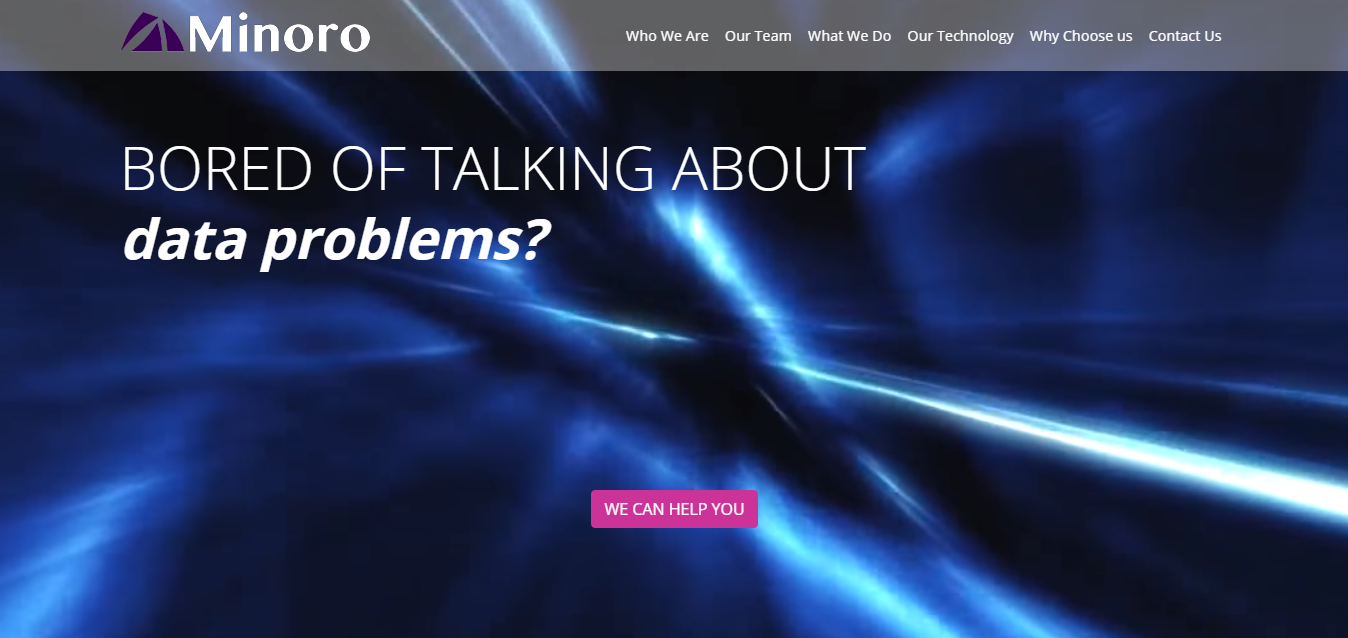 Minoro
Who We Are Our Team What We Do Our Technology Why Choose us Contact Us
BORED OF TALKING ABOUT
data problems?
WE CAN HELP YOU